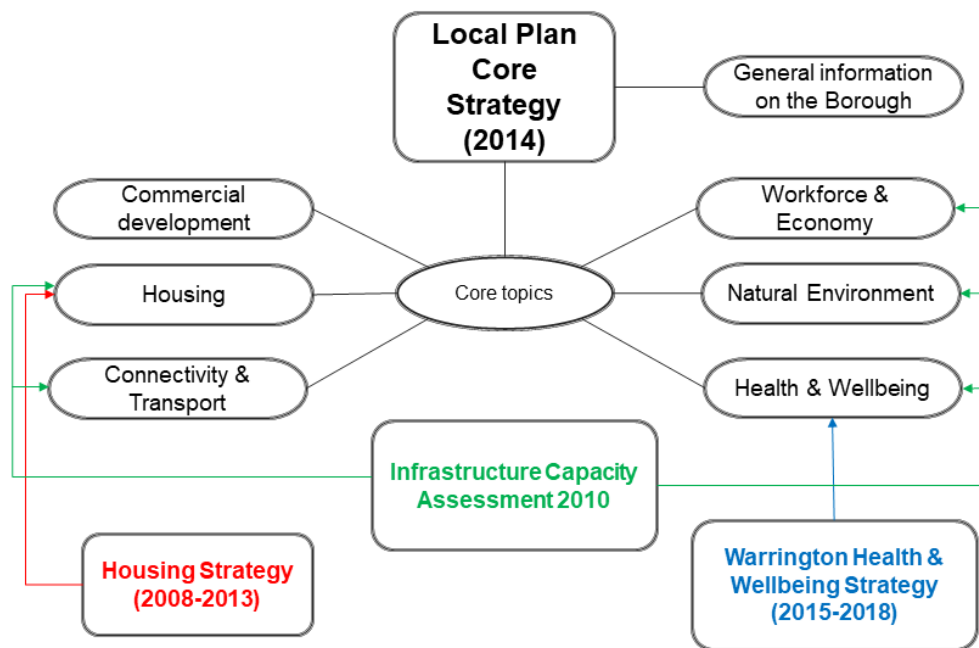 Local Plan
Core
Strategy
(2014)
General information
on the Borough
Commercial
development
Workforce &
Economy
Housing
Core topics
Natural Environment
Connectivity &
Transport
Health & Wellbeing
Infrastructure Capacity
Assessment 2010
Housing Strategy
(2008-2013)
Warrington Health &
Wellbeing Strategy
(2015-2018)